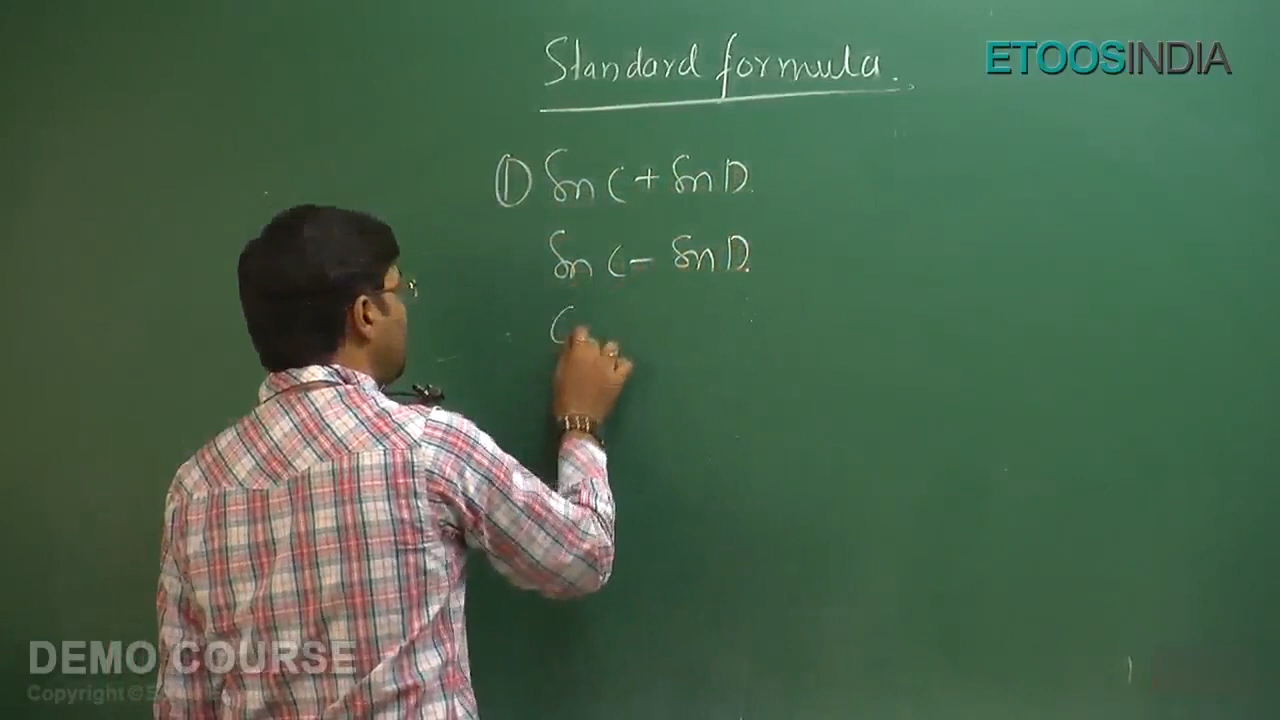 ETOOSINDIA
Standard formula.
① Sin C + Sin D.
Sin C - Sin D.
C
DEMO COURSE